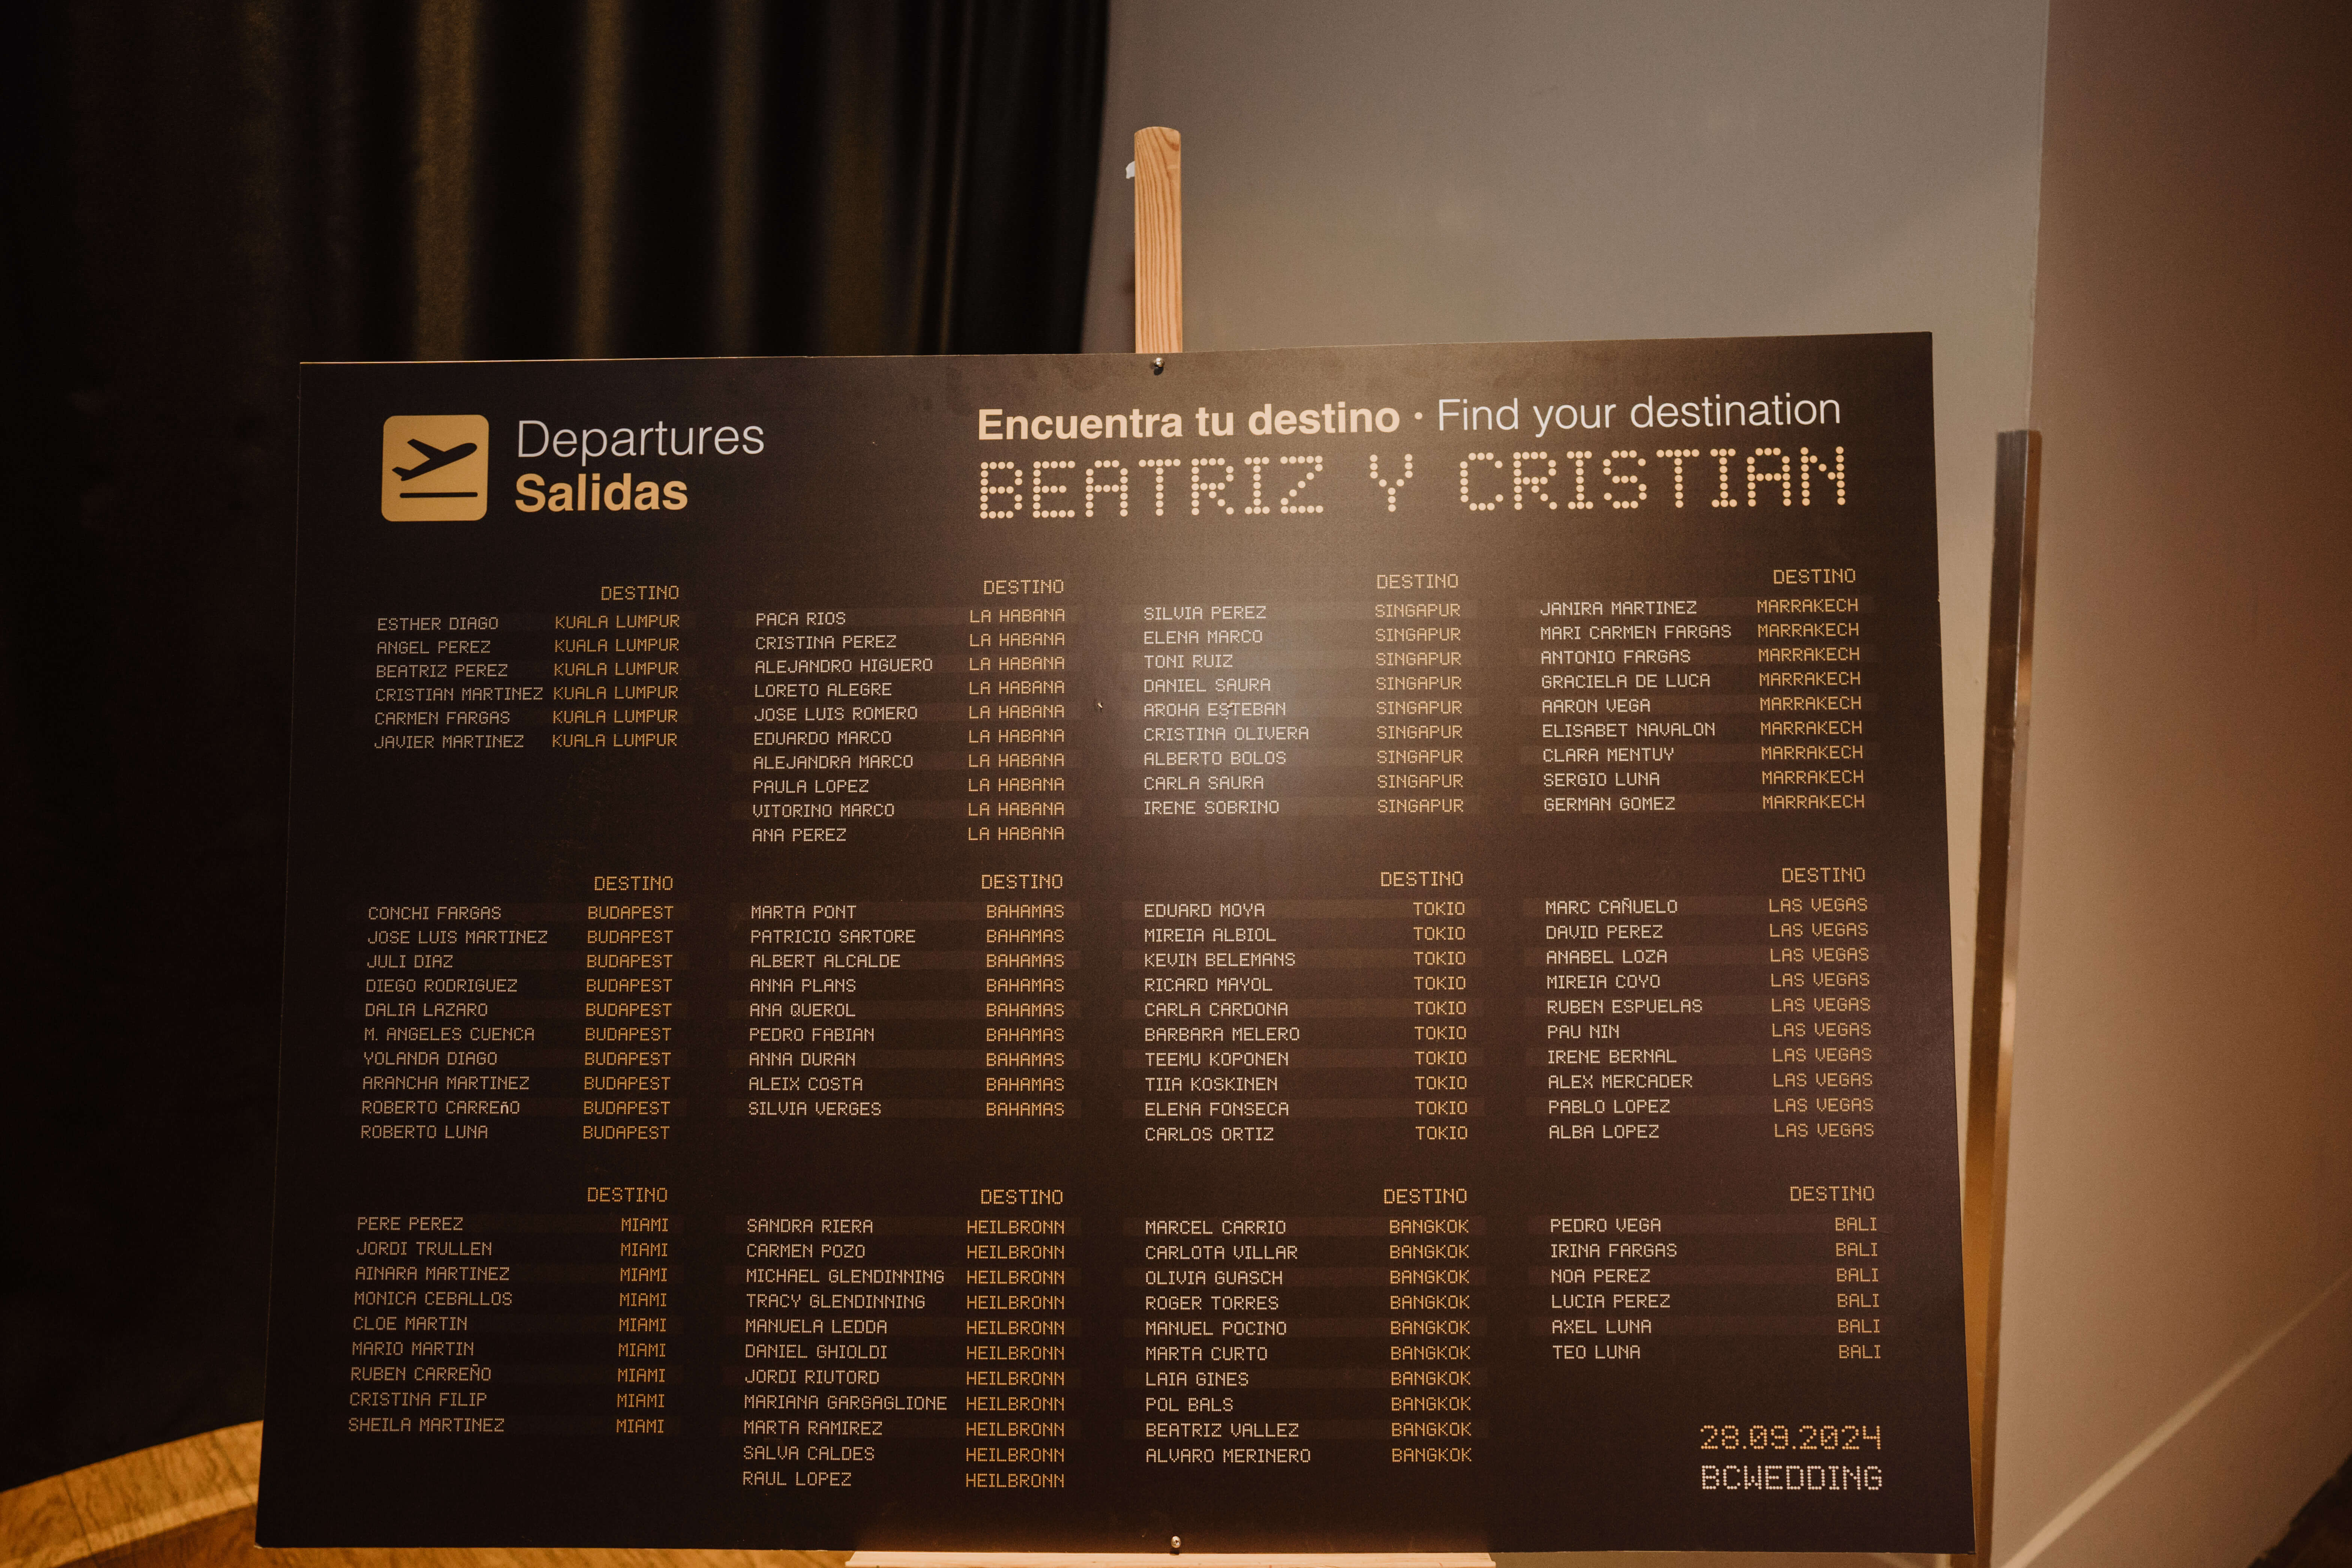 Departures
Salidas
Encuentra tu destino · Find your destination
BEATRIZ Y CRISTIAN
DESTINO
ESTHER DIAGO KUALA LUMPUR
ANGEL PEREZ KUALA LUMPUR
BEATRIZ PEREZ KUALA LUMPUR
CRISTIAN MARTINEZ KUALA LUMPUR
CARMEN FARGAS KUALA LUMPUR
JAVIER MARTINEZ KUALA LUMPUR
DESTINO
PACA RIOS LA HABANA
CRISTINA PEREZ LA HABANA
ALEJANDRO HIGUERO LA HABANA
LORETO ALEGRE LA HABANA
JOSE LUIS ROMERO LA HABANA
EDUARDO MARCO LA HABANA
ALEJANDRA MARCO LA HABANA
PAULA LOPEZ LA HABANA
VITORINO MARCO LA HABANA
ANA PEREZ LA HABANA
DESTINO
SILVIA PEREZ SINGAPUR
ELENA MARCO SINGAPUR
TONI RUIZ SINGAPUR
DANIEL SAURA SINGAPUR
AROHA ESTEBAN SINGAPUR
CRISTINA OLIVERA SINGAPUR
ALBERTO BOLOS SINGAPUR
CARLA SAURA SINGAPUR
IRENE SOBRINO SINGAPUR
DESTINO
JANIRA MARTINEZ MARRAKECH
MARI CARMEN FARGAS MARRAKECH
ANTONIO FARGAS MARRAKECH
GRACIELA DE LUCA MARRAKECH
AARON VEGA MARRAKECH
ELISABET NAVALON MARRAKECH
CLARA MENTUY MARRAKECH
SERGIO LUNA MARRAKECH
GERMAN GOMEZ MARRAKECH
DESTINO
CONCHI FARGAS BUDAPEST
JOSE LUIS MARTINEZ BUDAPEST
JULI DIAZ BUDAPEST
DIEGO RODRIGUEZ BUDAPEST
DALIA LAZARO BUDAPEST
M. ANGELES CUENCA BUDAPEST
YOLANDA DIAGO BUDAPEST
ARANCHA MARTINEZ BUDAPEST
ROBERTO CARREñO BUDAPEST
ROBERTO LUNA BUDAPEST
DESTINO
MARTA PONT BAHAMAS
PATRICIO SARTORE BAHAMAS
ALBERT ALCALDE BAHAMAS
ANNA PLANS BAHAMAS
ANA QUEROL BAHAMAS
PEDRO FABIAN BAHAMAS
ANNA DURAN BAHAMAS
ALEIX COSTA BAHAMAS
SILVIA VERGES BAHAMAS
DESTINO
EDUARD MOYA TOKIO
MIREIA ALBIOL TOKIO
KEVIN BELEMANS TOKIO
RICARD MAYOL TOKIO
CARLA CARDONA TOKIO
BARBARA MELERO TOKIO
TEEMU KOPONEN TOKIO
TIIA KOSKINEN TOKIO
ELENA FONSECA TOKIO
CARLOS ORTIZ TOKIO
DESTINO
MARC CAÑUELO LAS VEGAS
DAVID PEREZ LAS VEGAS
ANABEL LOZA LAS VEGAS
MIREIA COYO LAS VEGAS
RUBEN ESPUELAS LAS VEGAS
PAU NIN LAS VEGAS
IRENE BERNAL LAS VEGAS
ALEX MERCADER LAS VEGAS
PABLO LOPEZ LAS VEGAS
ALBA LOPEZ LAS VEGAS
DESTINO
PERE PEREZ MIAMI
JORDI TRULLEN MIAMI
AINARA MARTINEZ MIAMI
MONICA CEBALLOS MIAMI
CLOE MARTIN MIAMI
MARIO MARTIN MIAMI
RUBEN CARREÑO MIAMI
CRISTINA FILIP MIAMI
SHEILA MARTINEZ MIAMI
DESTINO
SANDRA RIERA HEILBRONN
CARMEN POZO HEILBRONN
MICHAEL GLENDINNING HEILBRONN
TRACY GLENDINNING HEILBRONN
MANUELA LEDDA HEILBRONN
DANIEL GHIOLDI HEILBRONN
JORDI RIUTORD HEILBRONN
MARIANA GARGAGLIONE HEILBRONN
MARTA RAMIREZ HEILBRONN
SALVA CALDES HEILBRONN
RAUL LOPEZ HEILBRONN
DESTINO
MARCEL CARRIO BANGKOK
CARLOTA VILLAR BANGKOK
OLIVIA GUASCH BANGKOK
ROGER TORRES BANGKOK
MANUEL POCINO BANGKOK
MARTA CURTO BANGKOK
LAIA GINES BANGKOK
POL BALS BANGKOK
BEATRIZ VALLEZ BANGKOK
ALVARO MERINERO BANGKOK
DESTINO
PEDRO VEGA BALI
IRINA FARGAS BALI
NOA PEREZ BALI
LUCIA PEREZ BALI
AXEL LUNA BALI
TEO LUNA BALI
28.09.2024
BCWEDDING